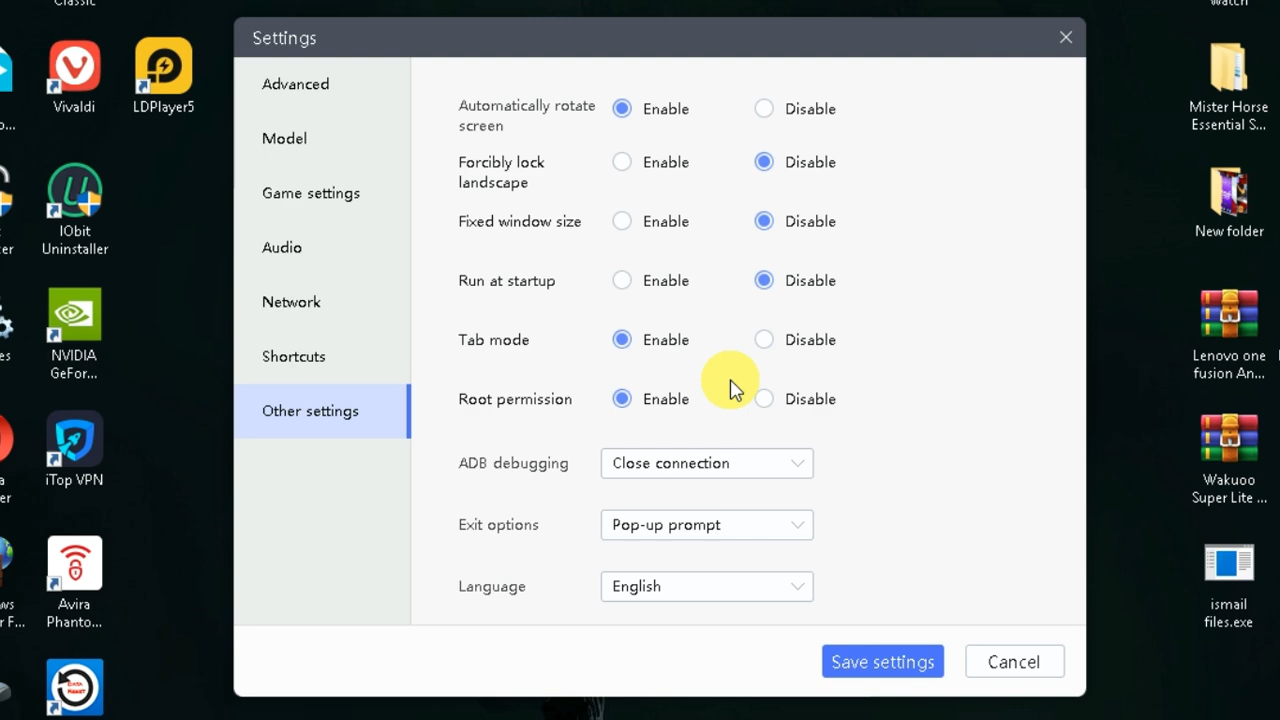 Classic
Vivaldi
LDPlayer5
IObit
Uninstaller
NVIDIA
GeFor...
iTop VPN
Avira
Phanto...
Settings
Advanced
Model
Game settings
Audio
Network
Shortcuts
Other settings
Automatically rotate
screen
Enable
Disable
Forcibly lock
landscape
Enable
Disable
Fixed window size
Enable
Disable
Run at startup
Enable
Disable
Tab mode
Enable
Disable
Root permission
Enable
Disable
ADB debugging
Close connection
Exit options
Pop-up prompt
Language
English
Save settings
Cancel
watch
Mister Horse
Essential S...
New folder
Lenovo one
fusion An...
Wakuoo
Super Lite ...
ismail
files.exe